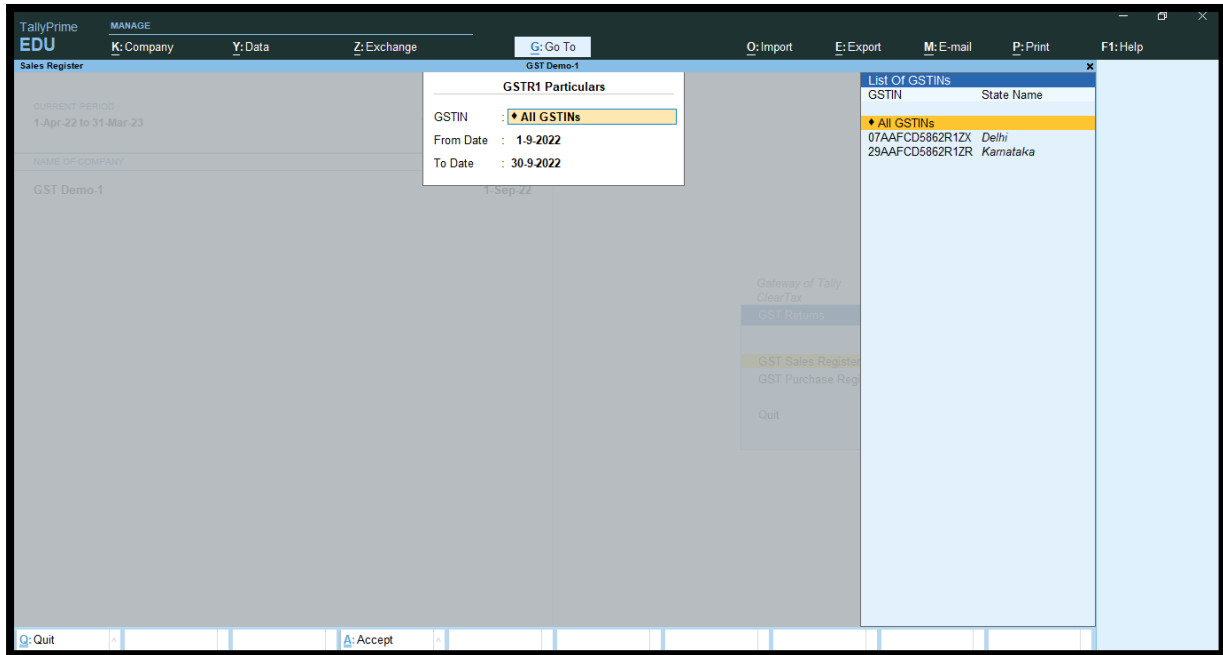 TallyPrime
MANAGE
EDU
K: Company
Y: Data
Z: Exchange
G: Go To
O: Import
E: Export
M: E-mail
P: Print
F1: Help
Sales Register
GST Demo-1
GSTR1 Particulars
GSTIN : ♦ All GSTINs
From Date : 1-9-2022
To Date : 30-9-2022
List Of GSTINs
GSTIN State Name
♦ All GSTINs
07AAFCD5862R1ZX Delhi
29AAFCD5862R1ZR Karnataka
CURRENT PERIOD
1-Apr-22 to 31-Mar-23
NAME OF COMPANY
GST Demo-1
1-Sep-22
Gateway of Tally
ClearTax
GST Returns
GST Sales Register
GST Purchase Regi
Quit
Q: Quit
A: Accept